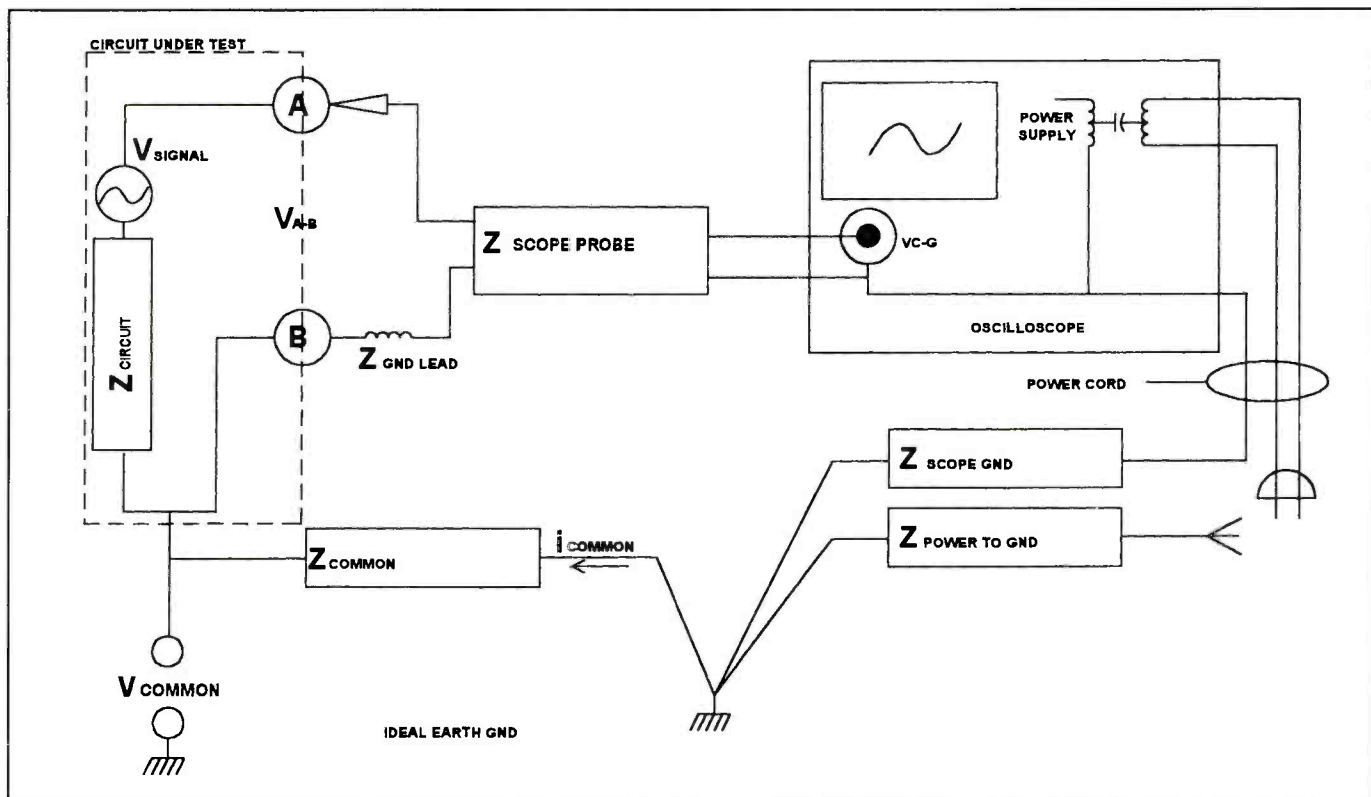 CIRCUIT UNDER TEST
A
V SIGNAL
POWER
SUPPLY
VA-B
Z SCOPE PROBE
VC-G
Z CIRCUIT
B
Z GND LEAD
OSCILLOSCOPE
POWER CORD
Z SCOPE GND
Z POWER TO GND
Z COMMON
i COMMON
V COMMON
IDEAL EARTH GND